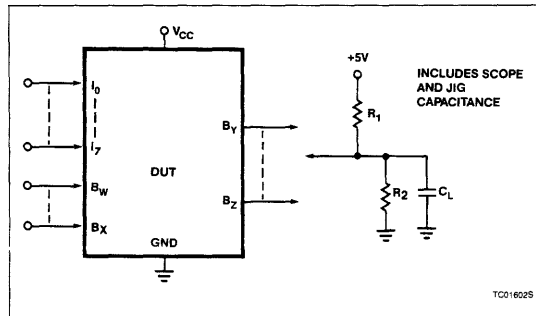 VCC
+5V
INCLUDES SCOPE
AND JIG
CAPACITANCE
I0
R1
BY
I7
DUT
BW
R2
CL
BZ
BX
GND
TC01602S